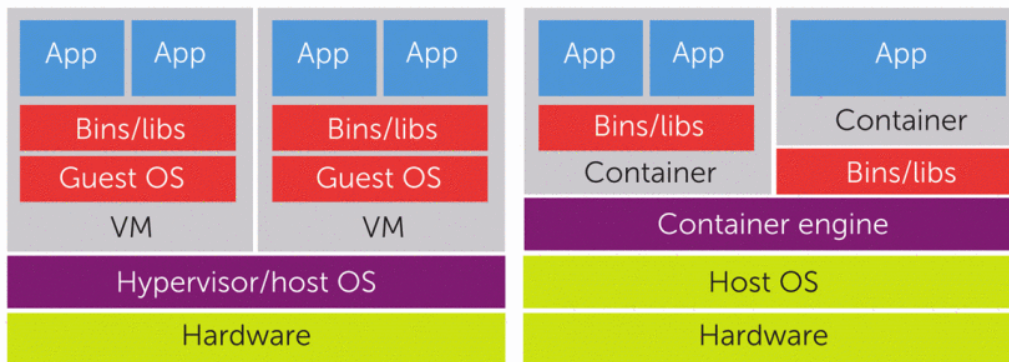 App App
Bins/libs
Guest OS
VM
App App
Bins/libs
Guest OS
VM
Hypervisor/host OS
Hardware
App App
Bins/libs
Container
App
Container
Bins/libs
Container engine
Host OS
Hardware